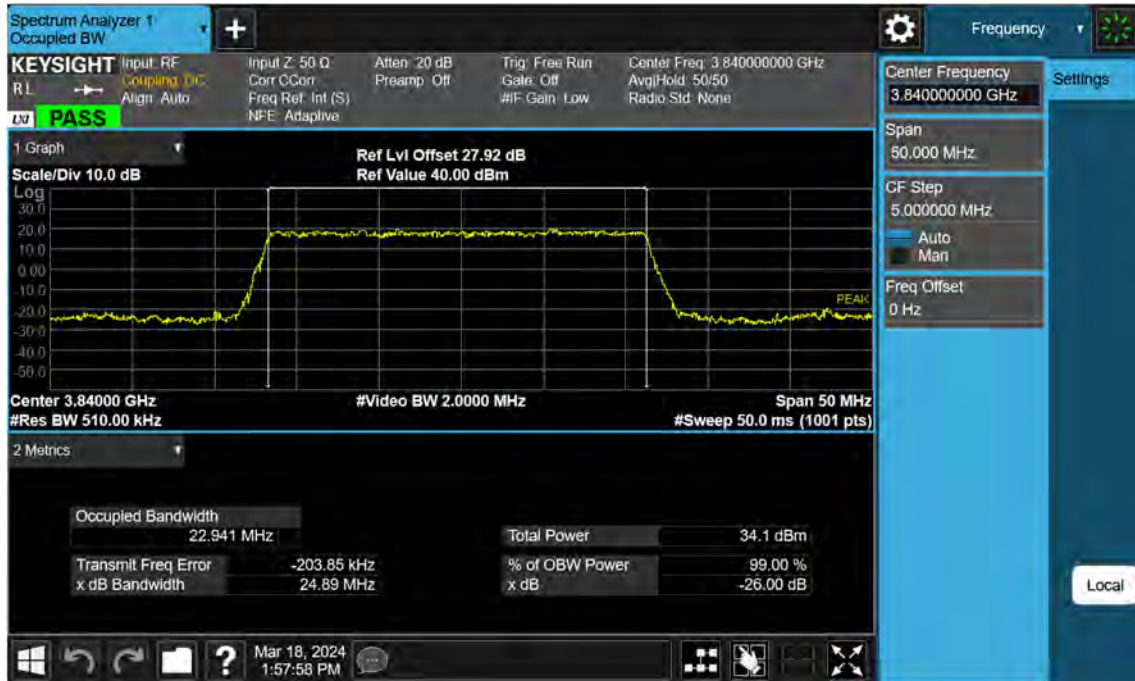 Spectrum Analyzer 1
Occupied BW
+
Frequency
KEYSIGHT
R L
LXI
PASS
Input: RF
Coupling: DC
Align: Auto
Input Z: 50 Ω
Corr CCorr
Freq Ref: Int (S)
NFE: Adaptive
Atten: 20 dB
Preamp: Off
Trig: Free Run
Gate: Off
#IF Gain: Low
Center Freq: 3.840000000 GHz
Avg|Hold: 50/50
Radio Std: None
Center Frequency
3.840000000 GHz
Settings
Span
50.000 MHz
CF Step
5.000000 MHz
Auto
Man
Freq Offset
0 Hz
Local
1 Graph
Scale/Div 10.0 dB
Ref Lvl Offset 27.92 dB
Ref Value 40.00 dBm
Log
30.0
20.0
10.0
0.00
-10.0
-20.0
-30.0
-40.0
-50.0
PEAK
Center 3.84000 GHz
#Video BW 2.0000 MHz
Span 50 MHz
#Res BW 510.00 kHz
#Sweep 50.0 ms (1001 pts)
2 Metrics
Occupied Bandwidth
22.941 MHz
Total Power 34.1 dBm
Transmit Freq Error -203.85 kHz
% of OBW Power 99.00 %
x dB Bandwidth 24.89 MHz
x dB -26.00 dB
?
Mar 18, 2024
1:57:58 PM